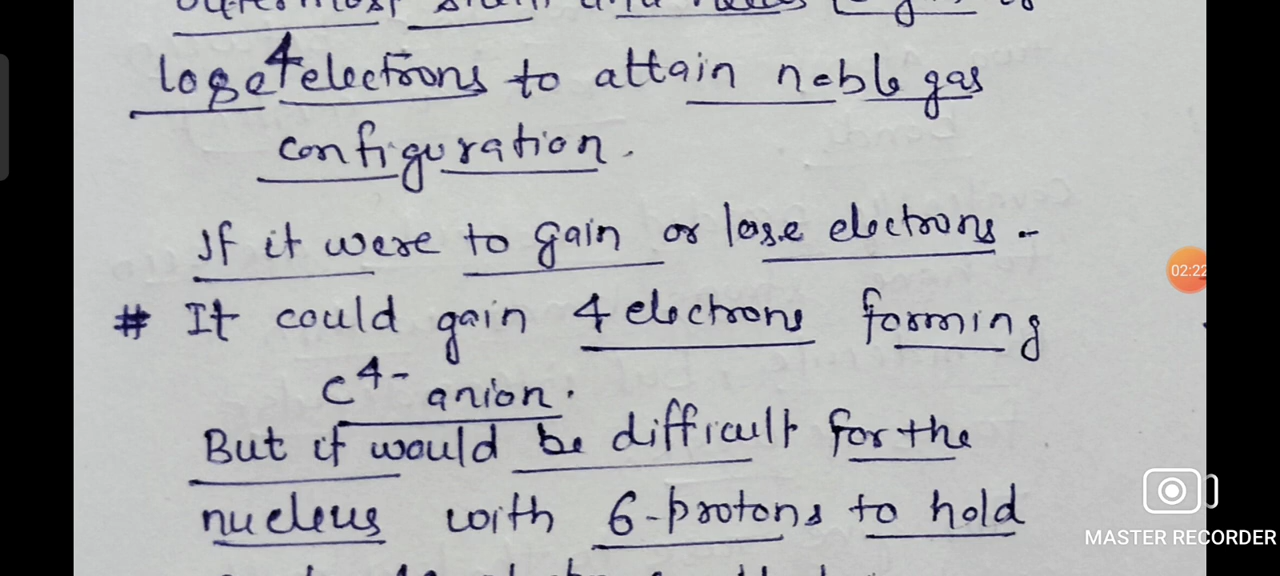 lose 4 electrons to attain noble gas
configuration.
If it were to gain or lose electrons -
# It could gain 4 electrons forming
C4- anion.
But it would be difficult for the
nucleus with 6-protons to hold
02:22
MASTER RECORDER